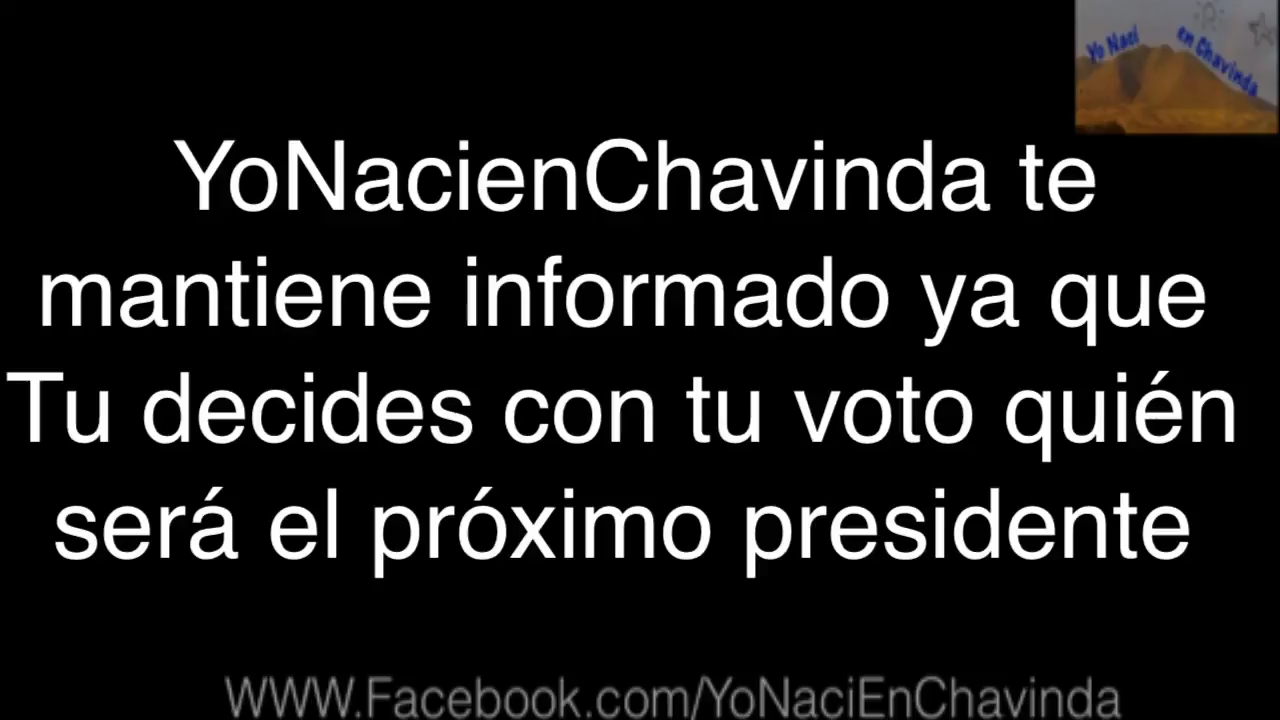 Yo Naci en Chavinda
YoNacienChavinda te
mantiene informado ya que
Tu decides con tu voto quién
será el próximo presidente
WWW.Facebook.com/YoNaciEnChavinda